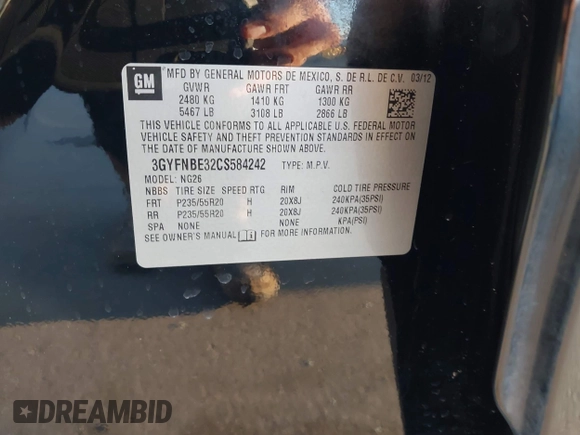 GM
MFD BY GENERAL MOTORS DE MEXICO, S. DE R.L. DE C.V. 03/12
GVWR GAWR FRT GAWR RR
2480 KG 1410 KG 1300 KG
5467 LB 3108 LB 2866 LB
THIS VEHICLE CONFORMS TO ALL APPLICABLE U.S. FEDERAL MOTOR
VEHICLE SAFETY AND THEFT PREVENTION STANDARDS IN EFFECT ON
THE DATE OF MANUFACTURE SHOWN ABOVE.
3GYFNBE32CS584242 TYPE: M.P.V.
MODEL: NG26
NBBS TIRE SIZE SPEED RTG RIM COLD TIRE PRESSURE
FRT P235/55R20 H 20X8J 240KPA(35PSI)
RR P235/55R20 H 20X8J 240KPA(35PSI)
SPA NONE NONE KPA(PSI)
SEE OWNER'S MANUAL FOR MORE INFORMATION
DREAMBID